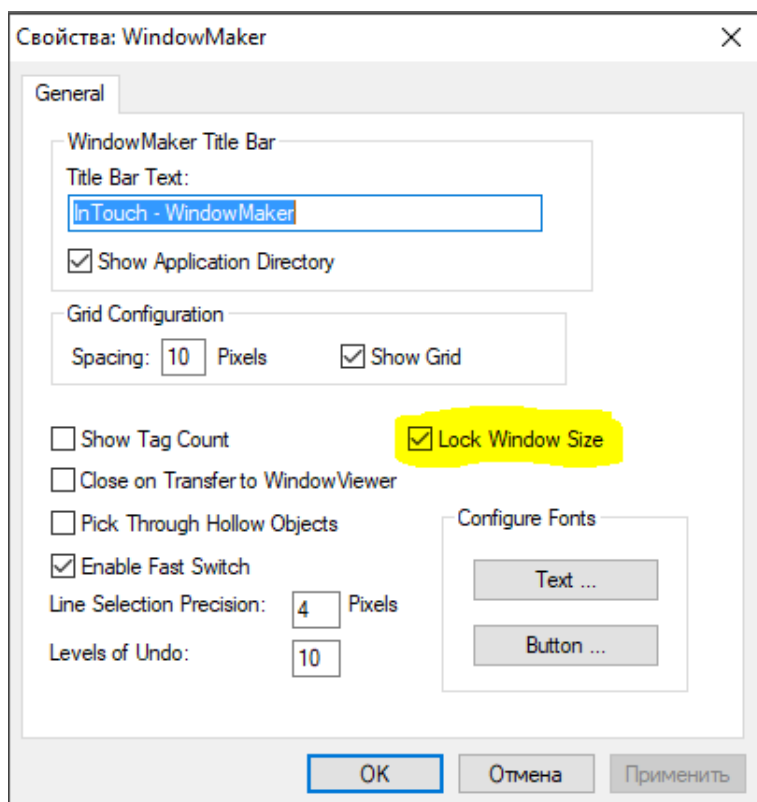 Свойства: WindowMaker
General
WindowMaker Title Bar
Title Bar Text:
InTouch - WindowMaker
Show Application Directory
Grid Configuration
Spacing: 10 Pixels Show Grid
Show Tag Count Lock Window Size
Close on Transfer to WindowViewer
Pick Through Hollow Objects Configure Fonts
Enable Fast Switch
Text ...
Line Selection Precision: 4 Pixels
Button ...
Levels of Undo: 10
OK Отмена Применить